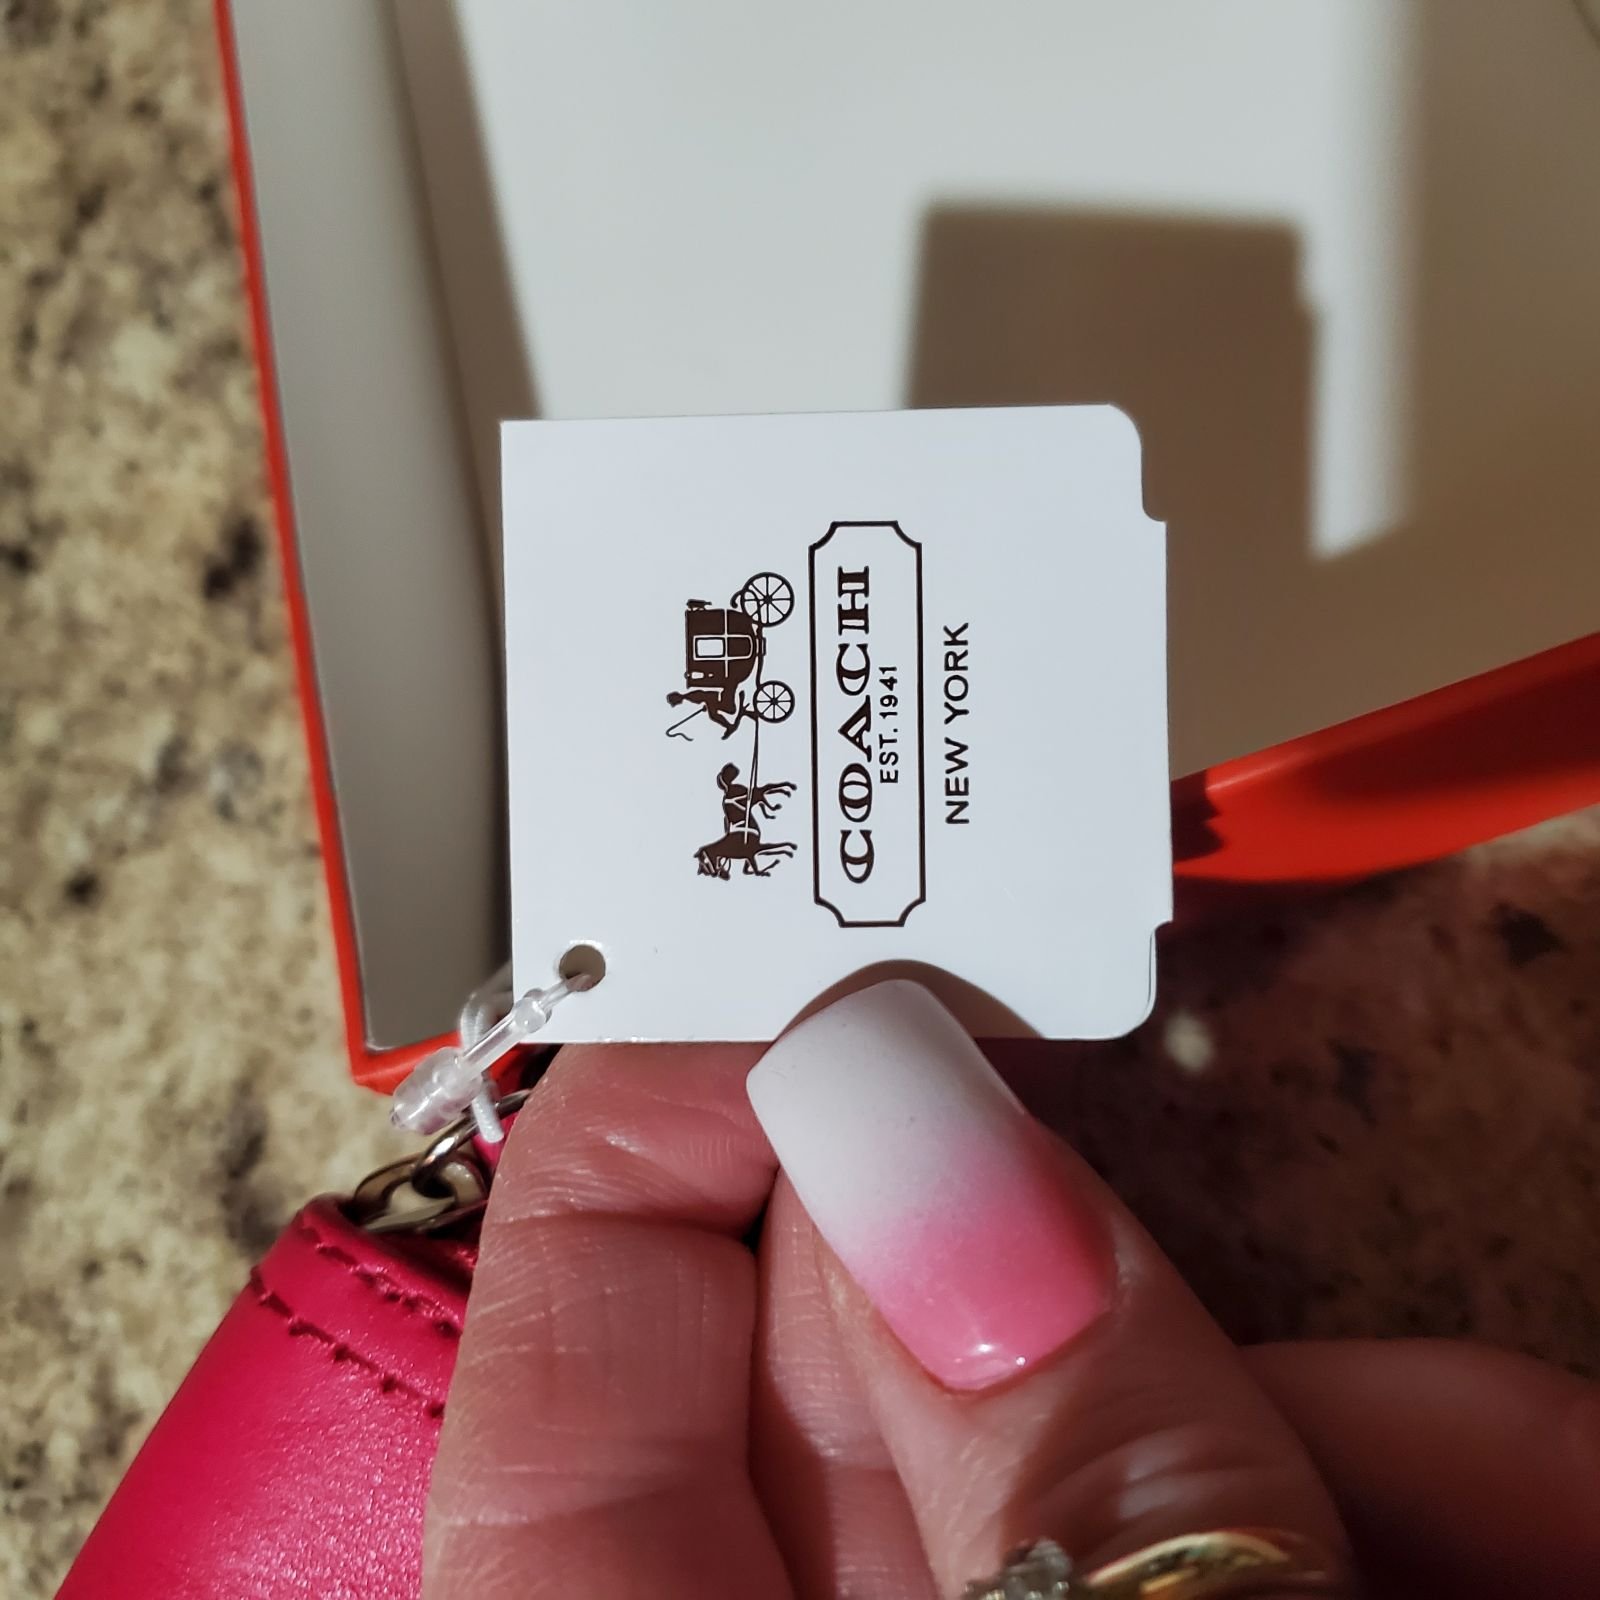 COACH
EST. 1941
NEW YORK